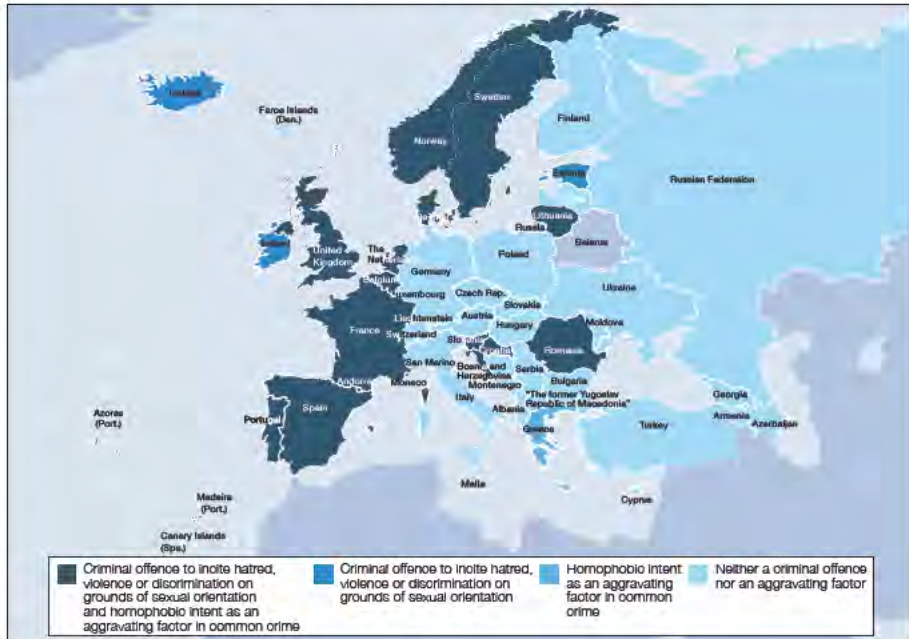 Iceland
Faroe Islands
(Den.)
Sweden
Norway
Finland
Russian Federation
Estonia
Lithuania
Russia
Belarus
Ireland
United
Kingdom
The
Belgium
Germany
Poland
Luxembourg
Czech Rep.
Slovakia
Ukraine
Liechtenstein
Austria
Hungary
Moldova
France
Switzerland
Romania
San Marino
Bosnia and
Herzegovina
Serbia
Montenegro
Bulgaria
Andorra
Monaco
Italy
"The former Yugoslav
Republic of Macedonia"
Albania
Georgia
Armenia
Azerbaijan
Azores
(Port.)
Portugal
Spain
Greece
Turkey
Malta
Cyprus
Madeira
(Port.)
Canary Islands
(Spa.)
Criminal offence to incite hatred,
violence or discrimination on
grounds of sexual orientation
and homophobic intent as an
aggravating factor in common crime
Criminal offence to incite hatred,
violence or discrimination on
grounds of sexual orientation
Homophobic intent
as an aggravating
factor in common
crime
Neither a criminal offence
nor an aggravating factor